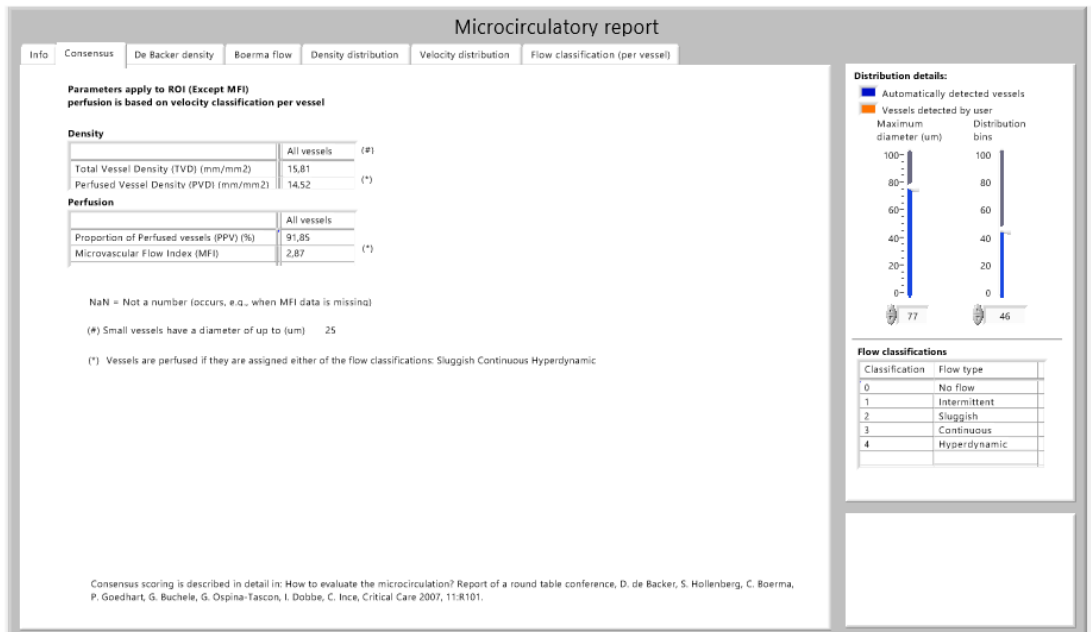 Microcirculatory report
Info Consensus De Backer density Boerma flow Density distribution Velocity distribution Flow classification (per vessel)
Parameters apply to ROI (Except MFI)
perfusion is based on velocity classification per vessel
Density
All vessels (#)
Total Vessel Density (TVD) (mm/mm2) 15,81
Perfused Vessel Density (PVD) (mm/mm2) 14,52 (*)
Perfusion
All vessels
Proportion of Perfused vessels (PPV) (%) 91,85
Microvascular Flow Index (MFI) 2,87 (*)
NaN = Not a number (occurs, e.g., when MFI data is missing)
(#) Small vessels have a diameter of up to (um) 25
(*) Vessels are perfused if they are assigned either of the flow classifications: Sluggish Continuous Hyperdynamic
Consensus scoring is described in detail in: How to evaluate the microcirculation? Report of a round table conference, D. de Backer, S. Hollenberg, C. Boerma,
P. Goedhart, G. Buchele, G. Ospina-Tascon, I. Dobbe, C. Ince, Critical Care 2007, 11:R101.
Distribution details:
Automatically detected vessels
Vessels detected by user
Maximum Distribution
diameter (um) bins
100 100
80 80
60 60
40 40
20 20
0 0
77 46
Flow classifications
Classification Flow type
0 No flow
1 Intermittent
2 Sluggish
3 Continuous
4 Hyperdynamic